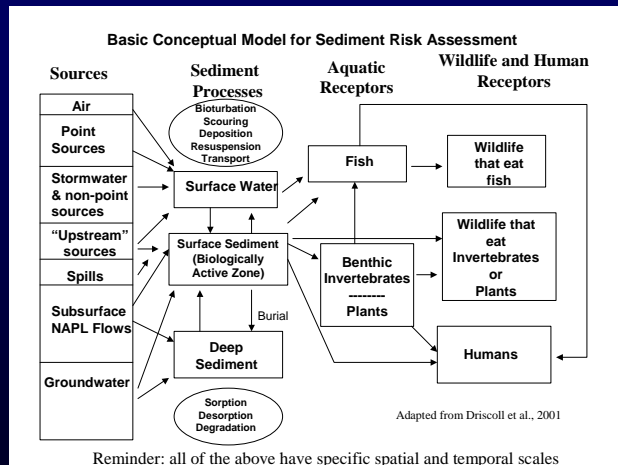 Basic Conceptual Model for Sediment Risk Assessment
Sources
Sediment
Processes
Aquatic
Receptors
Wildlife and Human
Receptors
Air
Point
Sources
Stormwater
& non-point
sources
“Upstream”
sources
Spills
Subsurface
NAPL Flows
Groundwater
Bioturbation
Scouring
Deposition
Resuspension
Transport
Surface Water
Surface Sediment
(Biologically
Active Zone)
Burial
Deep
Sediment
Sorption
Desorption
Degradation
Fish
Benthic
Invertebrates
--------
Plants
Wildlife
that eat
fish
Wildlife that
eat
Invertebrates
or
Plants
Humans
Adapted from Driscoll et al., 2001
Reminder: all of the above have specific spatial and temporal scales